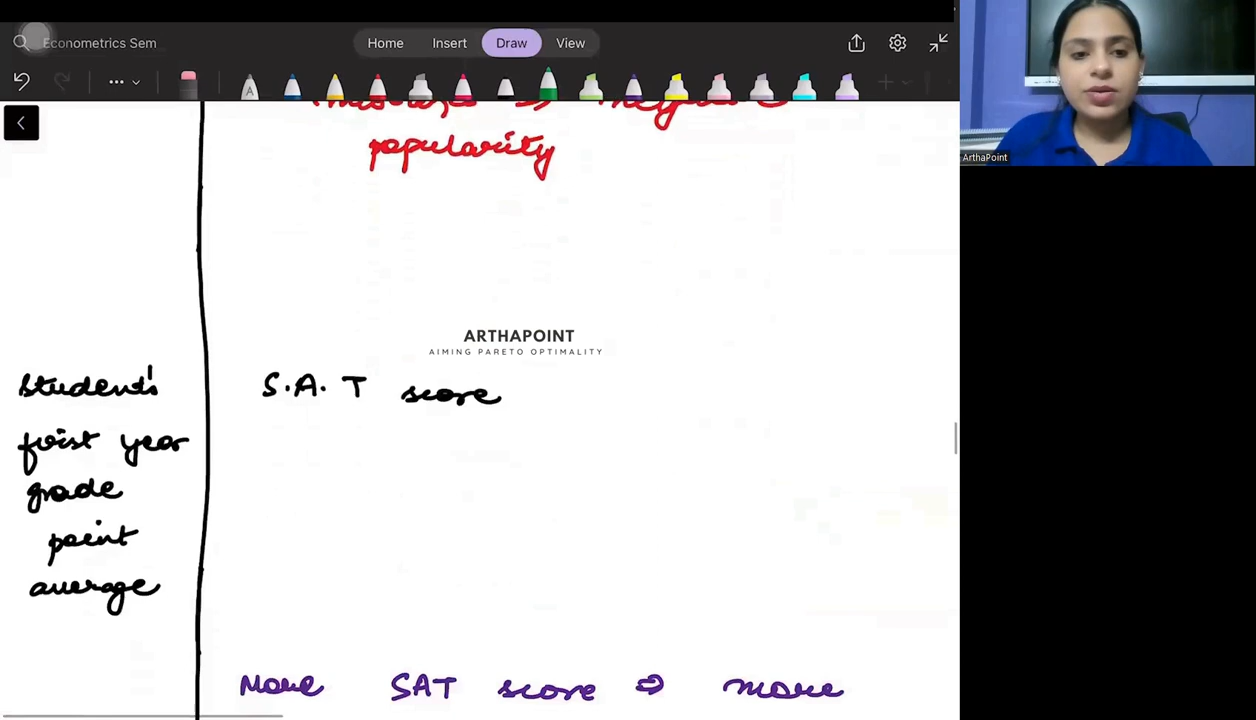 Econometrics Sem
Home Insert Draw View
A
popularity
ARTHAPOINT
AIMING PARETO OPTIMALITY
student's S.A.T score
first year
grade
point
average
More SAT score ⇒ more
ArthaPoint